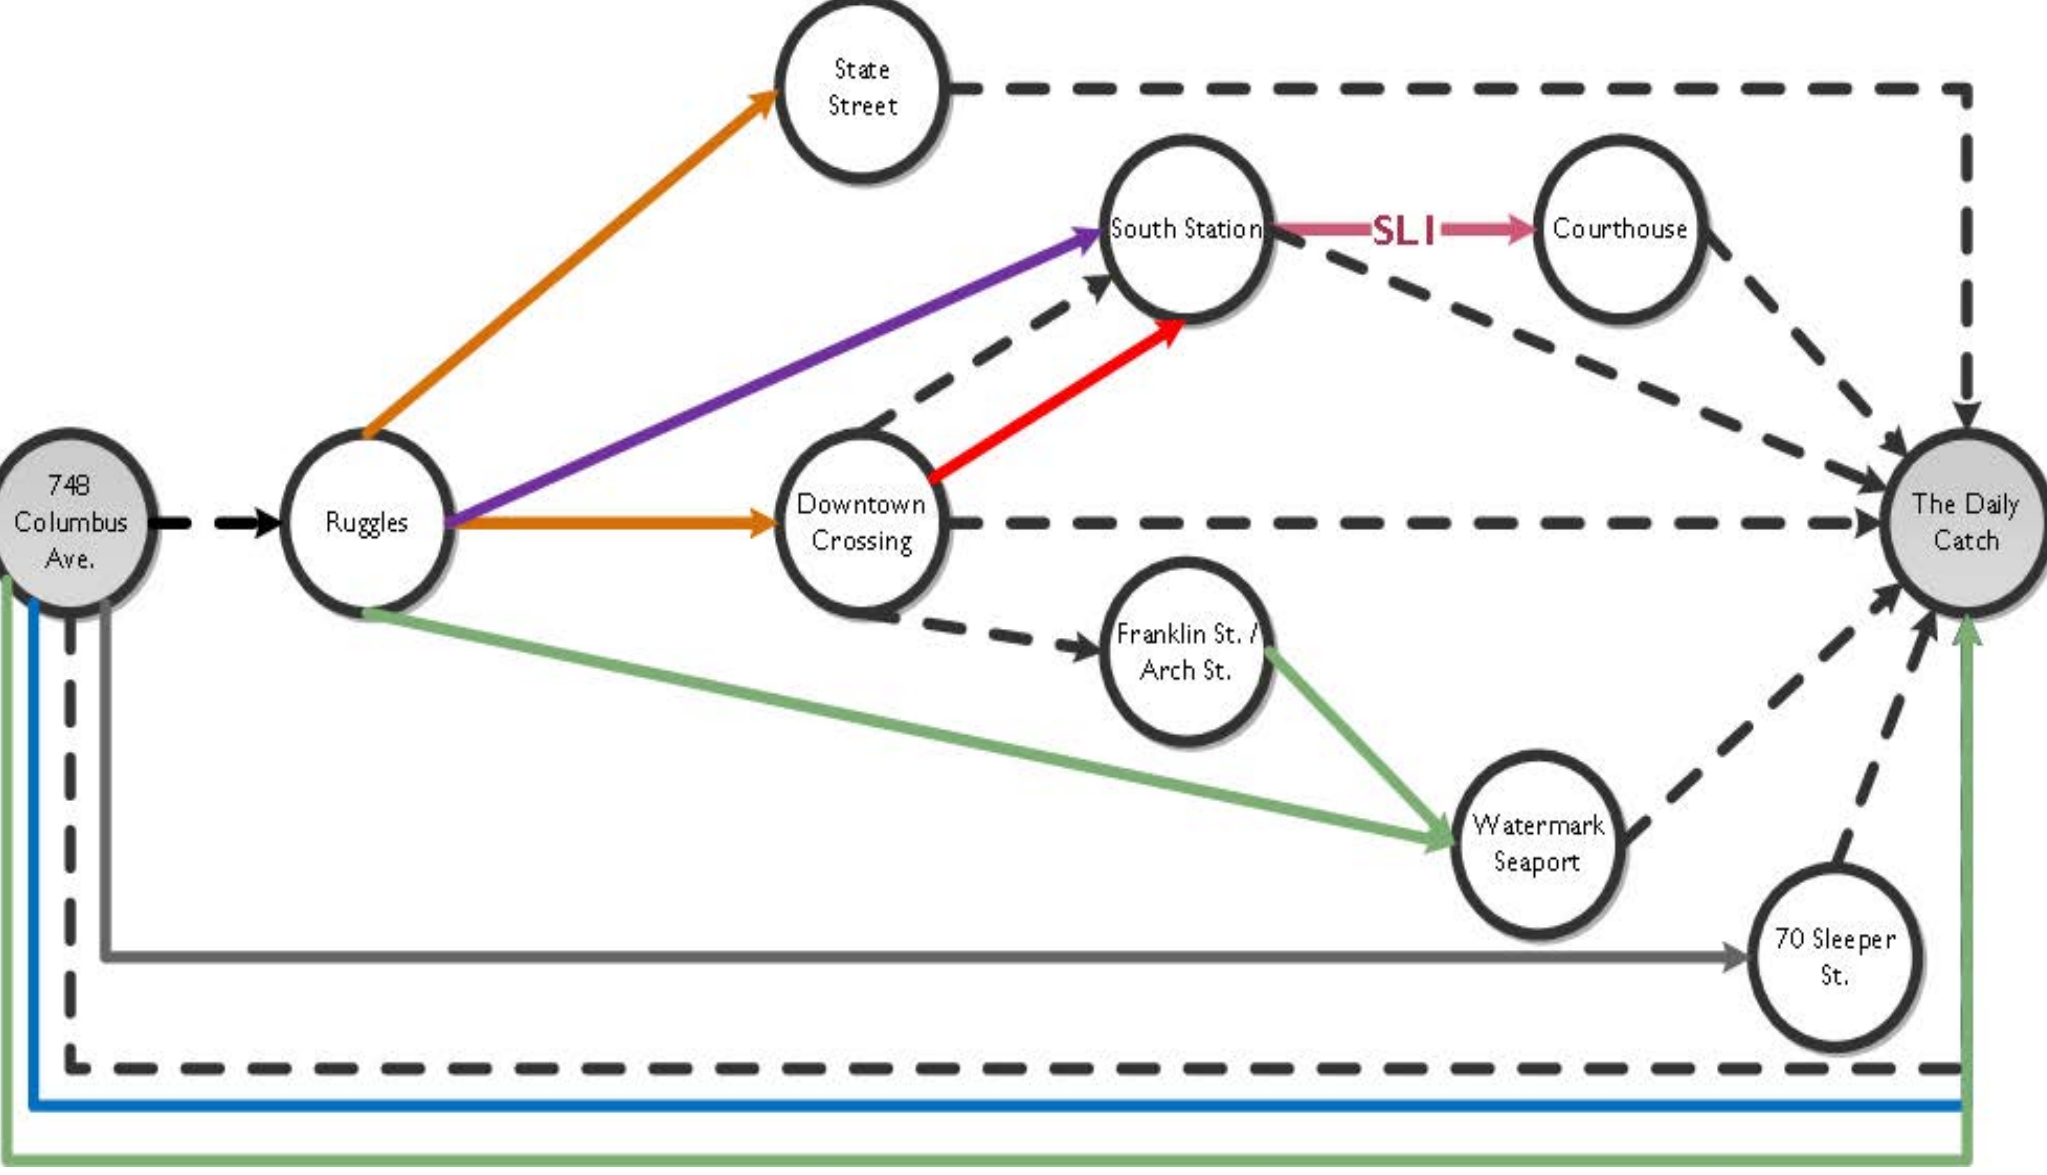 State
Street
South Station
SL1
Courthouse
748
Columbus
Ave.
Ruggles
Downtown
Crossing
The Daily
Catch
Franklin St. /
Arch St.
Watermark
Seaport
70 Sleeper
St.